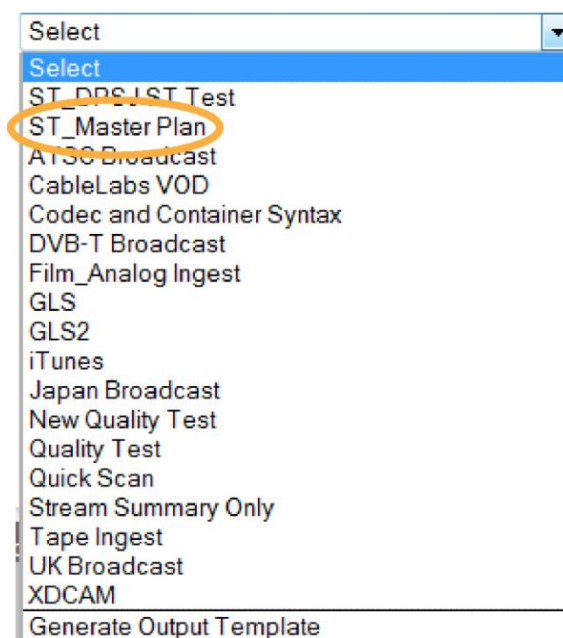 Select
Select
ST_DPS LST Test
ST_Master Plan
ATSC Broadcast
CableLabs VOD
Codec and Container Syntax
DVB-T Broadcast
Film_Analog Ingest
GLS
GLS2
iTunes
Japan Broadcast
New Quality Test
Quality Test
Quick Scan
Stream Summary Only
Tape Ingest
UK Broadcast
XDCAM
Generate Output Template